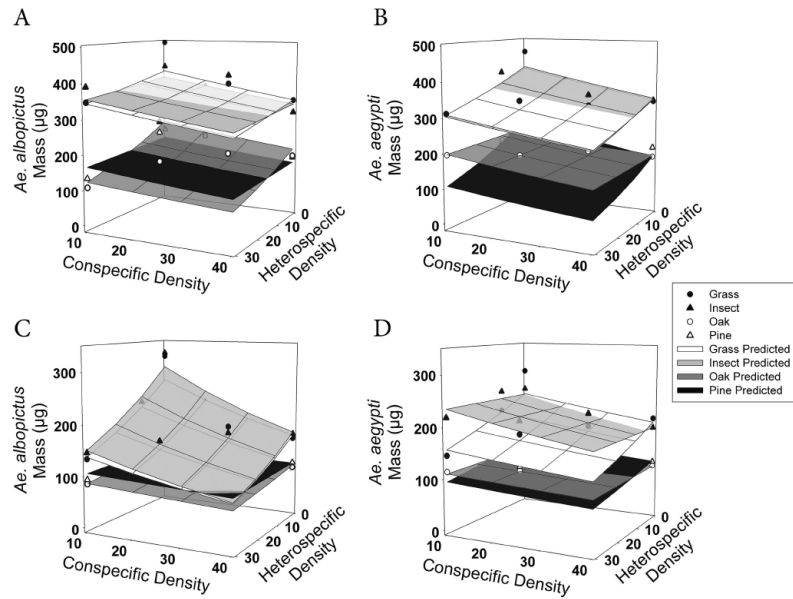 A
Ae. albopictus
Mass (µg)
500
400
300
200
100
0
10
20
30
40
Conspecific Density
30
20
10
0
Heterospecific
Density
B
Ae. aegypti
Mass (µg)
500
400
300
200
100
0
10
20
30
40
Conspecific Density
30
20
10
0
Heterospecific
Density
Grass
Insect
Oak
Pine
Grass Predicted
Insect Predicted
Oak Predicted
Pine Predicted
C
Ae. albopictus
Mass (µg)
300
200
100
0
10
20
30
40
Conspecific Density
30
20
10
0
Heterospecific
Density
D
Ae. aegypti
Mass (µg)
300
200
100
0
10
20
30
40
Conspecific Density
30
20
10
0
Heterospecific
Density